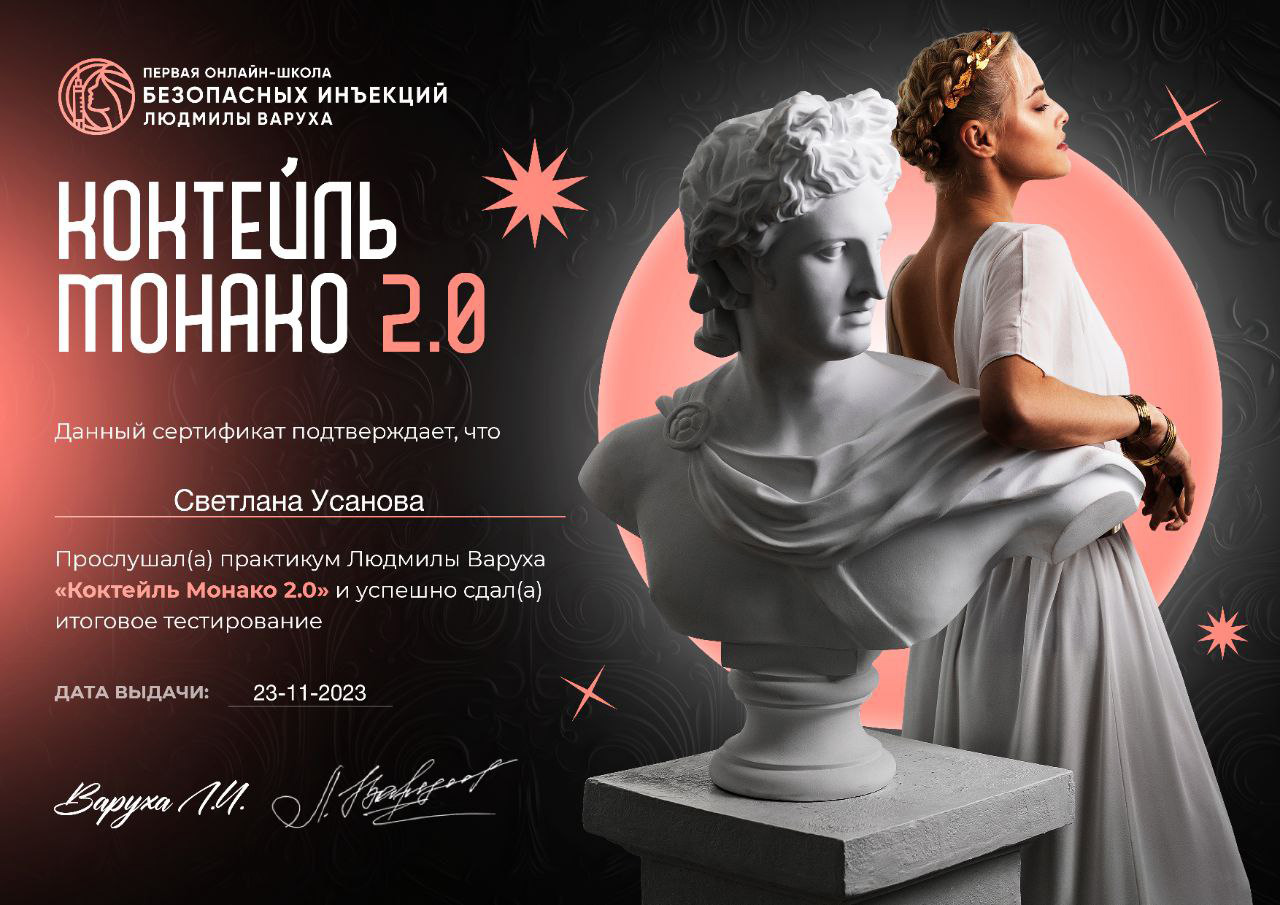 ПЕРВАЯ ОНЛАЙН-ШКОЛА
БЕЗОПАСНЫХ ИНЪЕКЦИЙ
ЛЮДМИЛЫ ВАРУХА
КОКТЕЙЛЬ
МОНАКО 2.0
Данный сертификат подтверждает, что
Светлана Усанова
Прослушал(а) практикум Людмилы Варуха
«Коктейль Монако 2.0» и успешно сдал(а)
итоговое тестирование
ДАТА ВЫДАЧИ: 23-11-2023
Варуха Л.И.